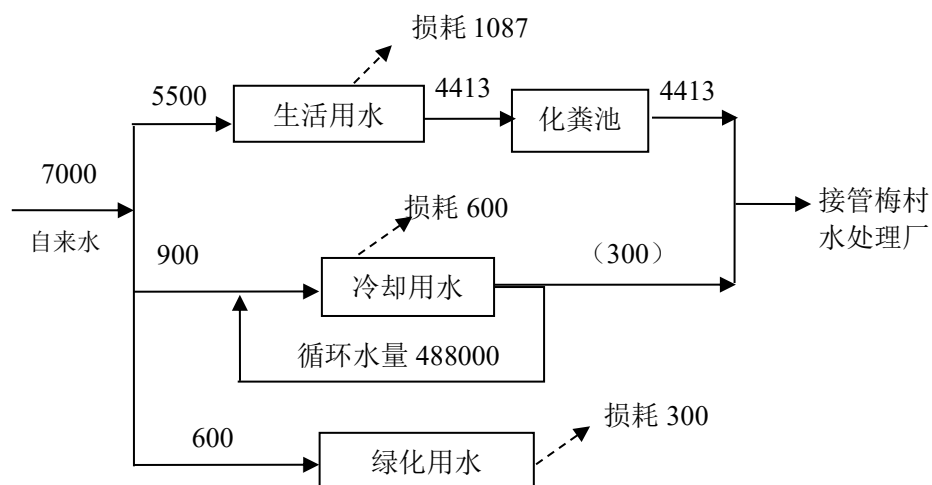 损耗 1087
5500
生活用水
4413
化粪池
4413
7000
自来水
损耗 600
900
冷却用水
（300）
接管梅村
水处理厂
循环水量 488000
损耗 300
600
绿化用水